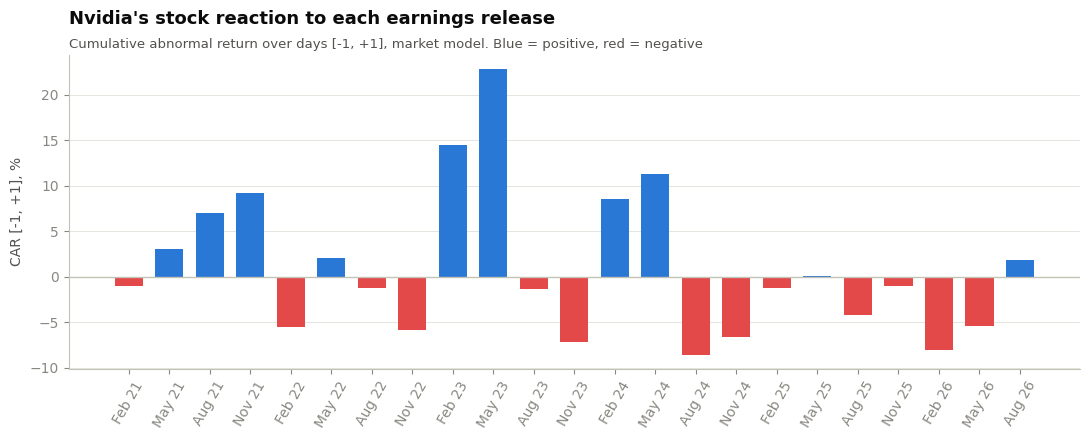 Nvidia's stock reaction to each earnings release
Cumulative abnormal return over days [-1, +1], market model. Blue = positive, red = negative
CAR [-1, +1], %
20
15
10
5
0
−5
−10
Feb 21
May 21
Aug 21
Nov 21
Feb 22
May 22
Aug 22
Nov 22
Feb 23
May 23
Aug 23
Nov 23
Feb 24
May 24
Aug 24
Nov 24
Feb 25
May 25
Aug 25
Nov 25
Feb 26
May 26
Aug 26